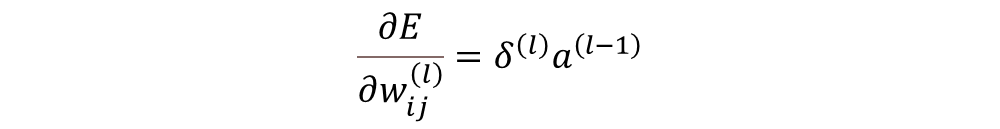 ∂E/∂w_{ij}^{(l)} = δ^{(l)}a^{(l−1)}